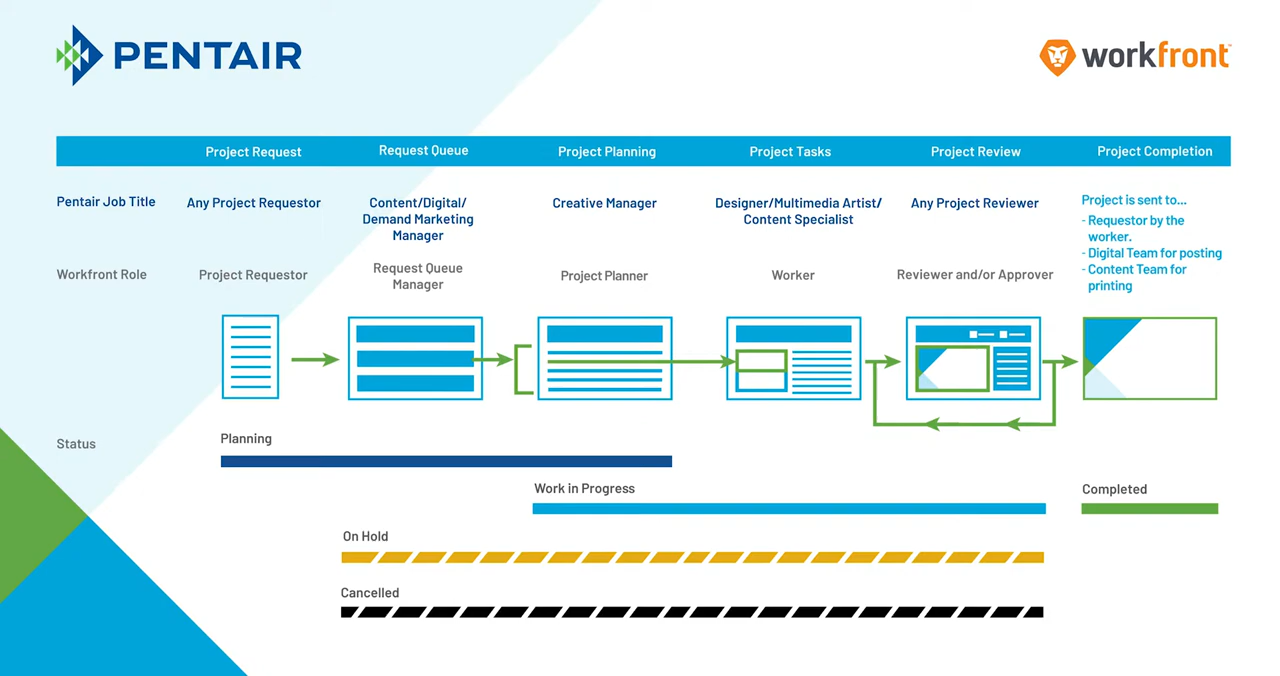 PENTAIR
workfront
Project Request
Request Queue
Project Planning
Project Tasks
Project Review
Project Completion
Pentair Job Title
Any Project Requestor
Content/Digital/
Demand Marketing
Manager
Creative Manager
Designer/Multimedia Artist/
Content Specialist
Any Project Reviewer
Project is sent to...
- Requestor by the
worker.
- Digital Team for posting
- Content Team for
printing
Workfront Role
Project Requestor
Request Queue
Manager
Project Planner
Worker
Reviewer and/or Approver
Status
Planning
Work in Progress
Completed
On Hold
Cancelled